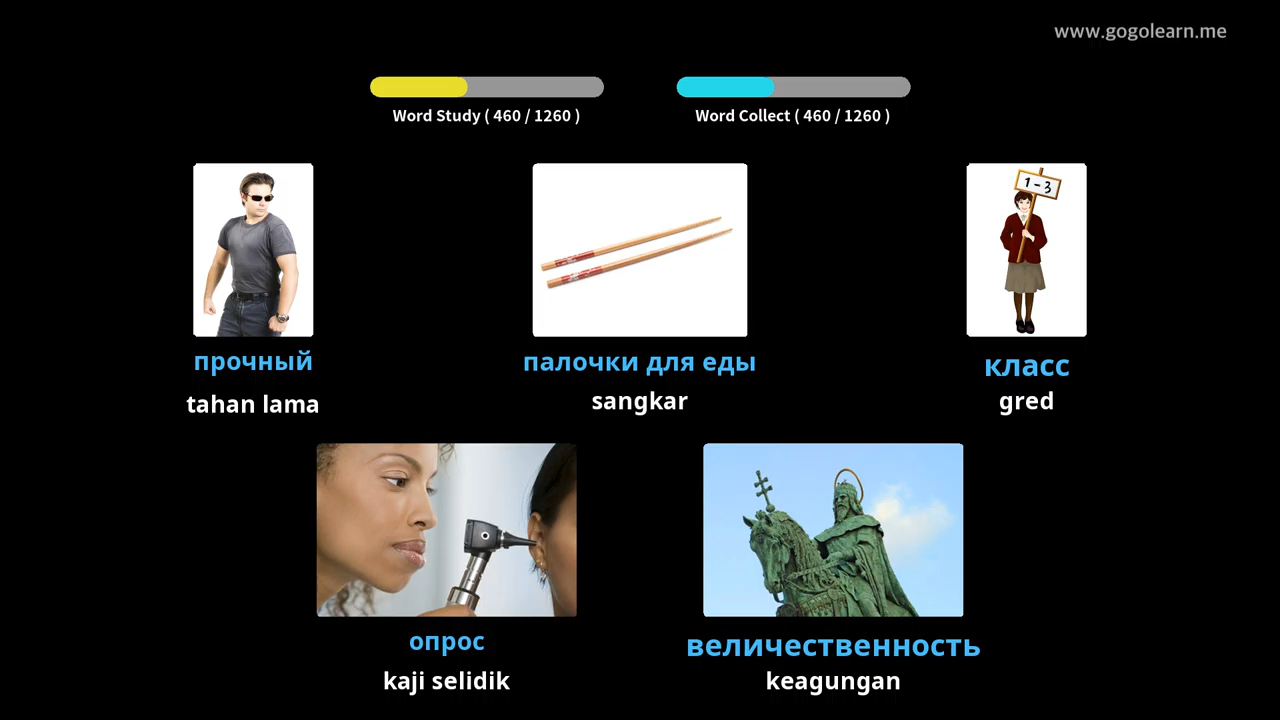 www.gogolearn.me
Word Study ( 460 / 1260 )
Word Collect ( 460 / 1260 )
1 - 3
прочный
палочки для еды
класс
tahan lama
sangkar
gred
опрос
величественность
kaji selidik
keagungan